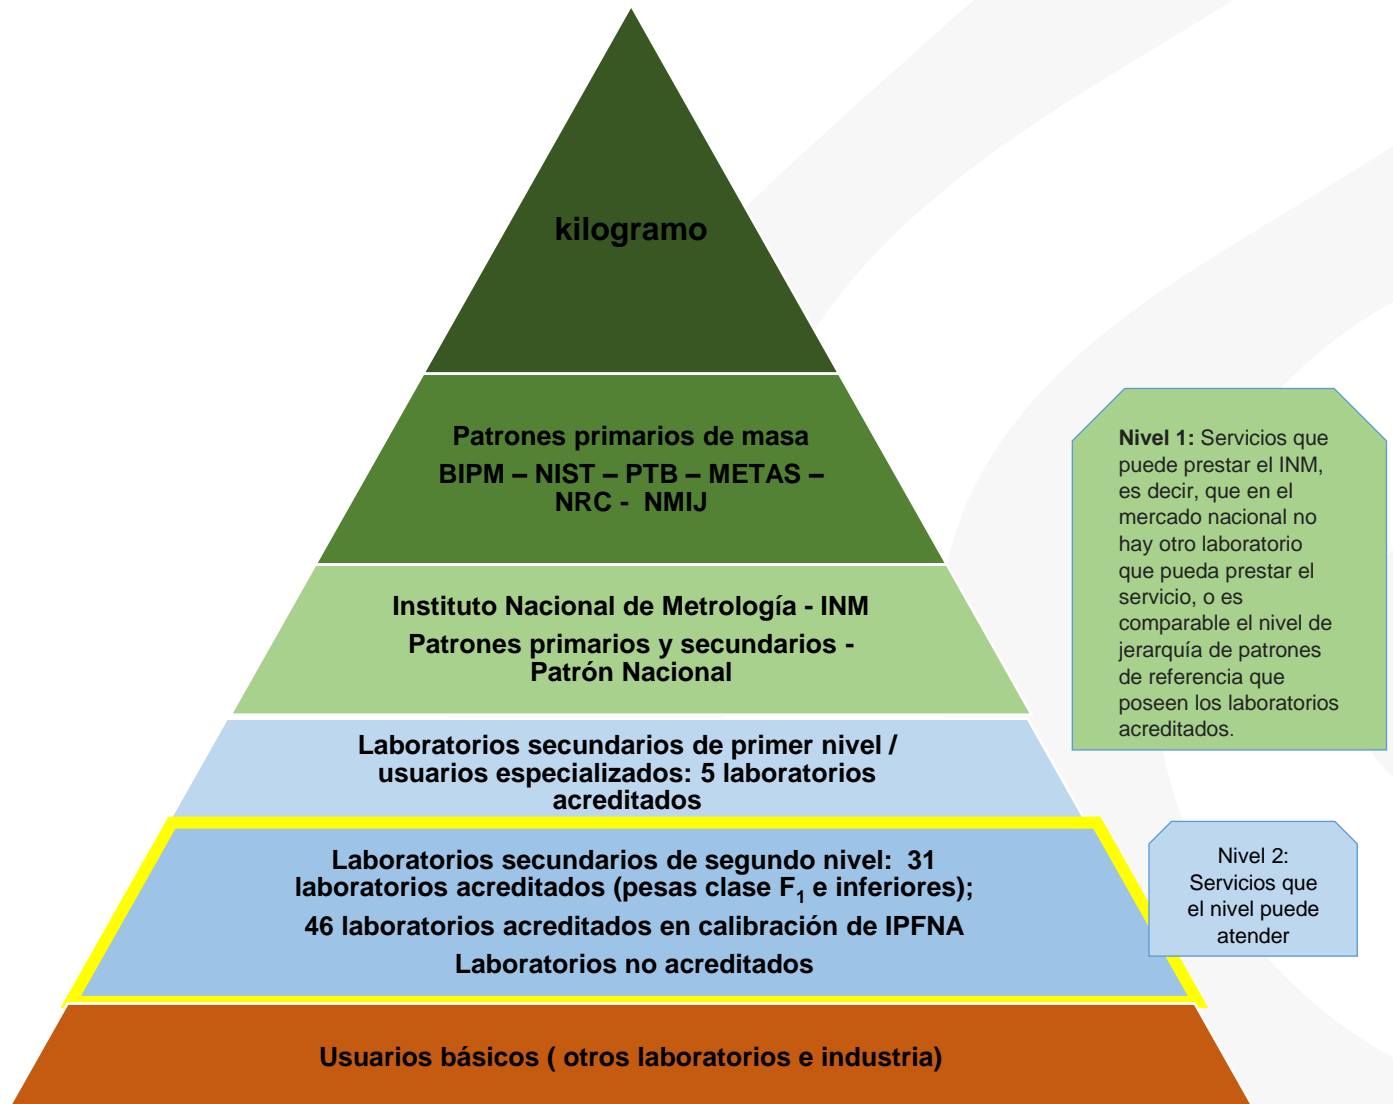 kilogramo
Patrones primarios de masa
BIPM – NIST – PTB – METAS –
NRC - NMIJ
Instituto Nacional de Metrología - INM
Patrones primarios y secundarios -
Patrón Nacional
Laboratorios secundarios de primer nivel /
usuarios especializados: 5 laboratorios
acreditados
Laboratorios secundarios de segundo nivel: 31
laboratorios acreditados (pesas clase F₁ e inferiores);
46 laboratorios acreditados en calibración de IPFNA
Laboratorios no acreditados
Usuarios básicos ( otros laboratorios e industria)
Nivel 1: Servicios que
puede prestar el INM,
es decir, que en el
mercado nacional no
hay otro laboratorio
que pueda prestar el
servicio, o es
comparable el nivel de
jerarquía de patrones
de referencia que
poseen los laboratorios
acreditados.
Nivel 2:
Servicios que
el nivel puede
atender